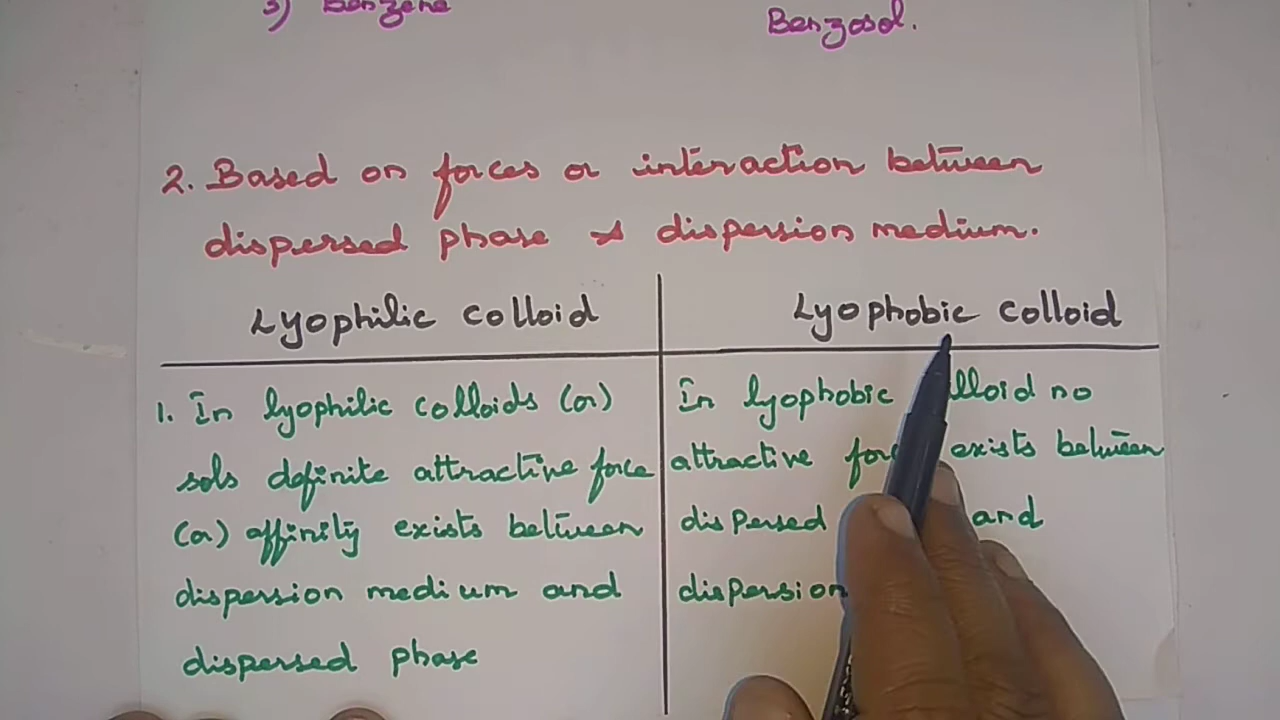 3) Benzene
Benzosol.
2. Based on forces or interaction between
dispersed phase & dispersion medium.
Lyophilic colloid
Lyophobic colloid
1. In lyophilic colloids (or)
sols definite attractive force
(or) affinity exists between
dispersion medium and
dispersed phase
In lyophobic colloid no
attractive force exists between
dispersed and
dispersion